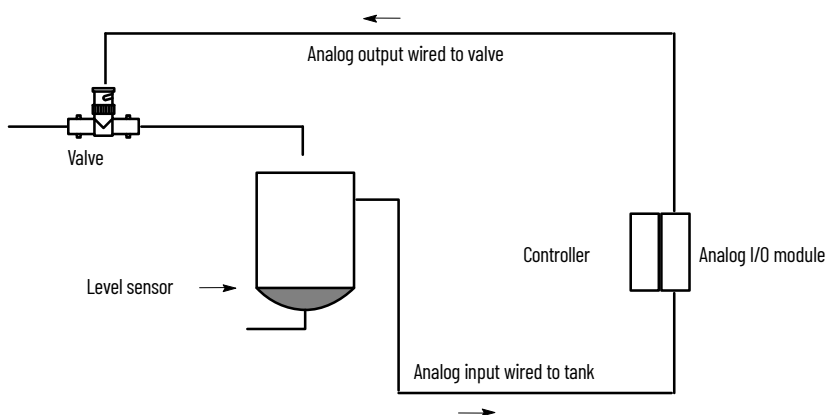 Analog output wired to valve
Valve
Controller
Analog I/O module
Level sensor
Analog input wired to tank